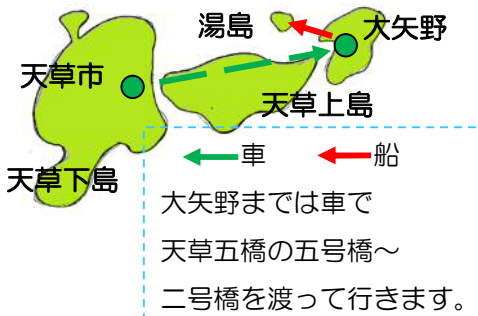 湯島
大矢野
天草市
天草上島
天草下島
車
船
大矢野までは車で
天草五橋の五号橋～
二号橋を渡って行きます。